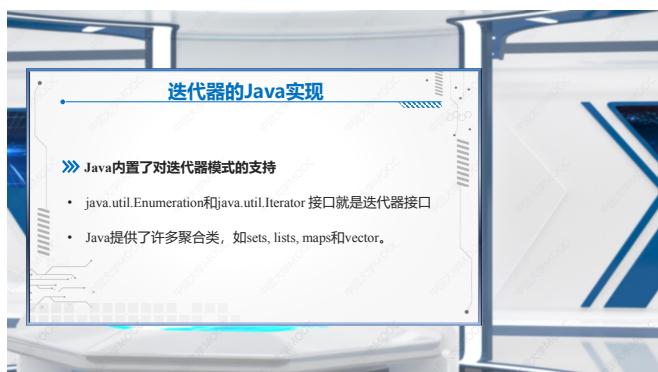 迭代器的Java实现
Java内置了对迭代器模式的支持
• java.util.Enumeration和java.util.Iterator 接口就是迭代器接口
• Java提供了许多聚合类，如sets, lists, maps和vector。